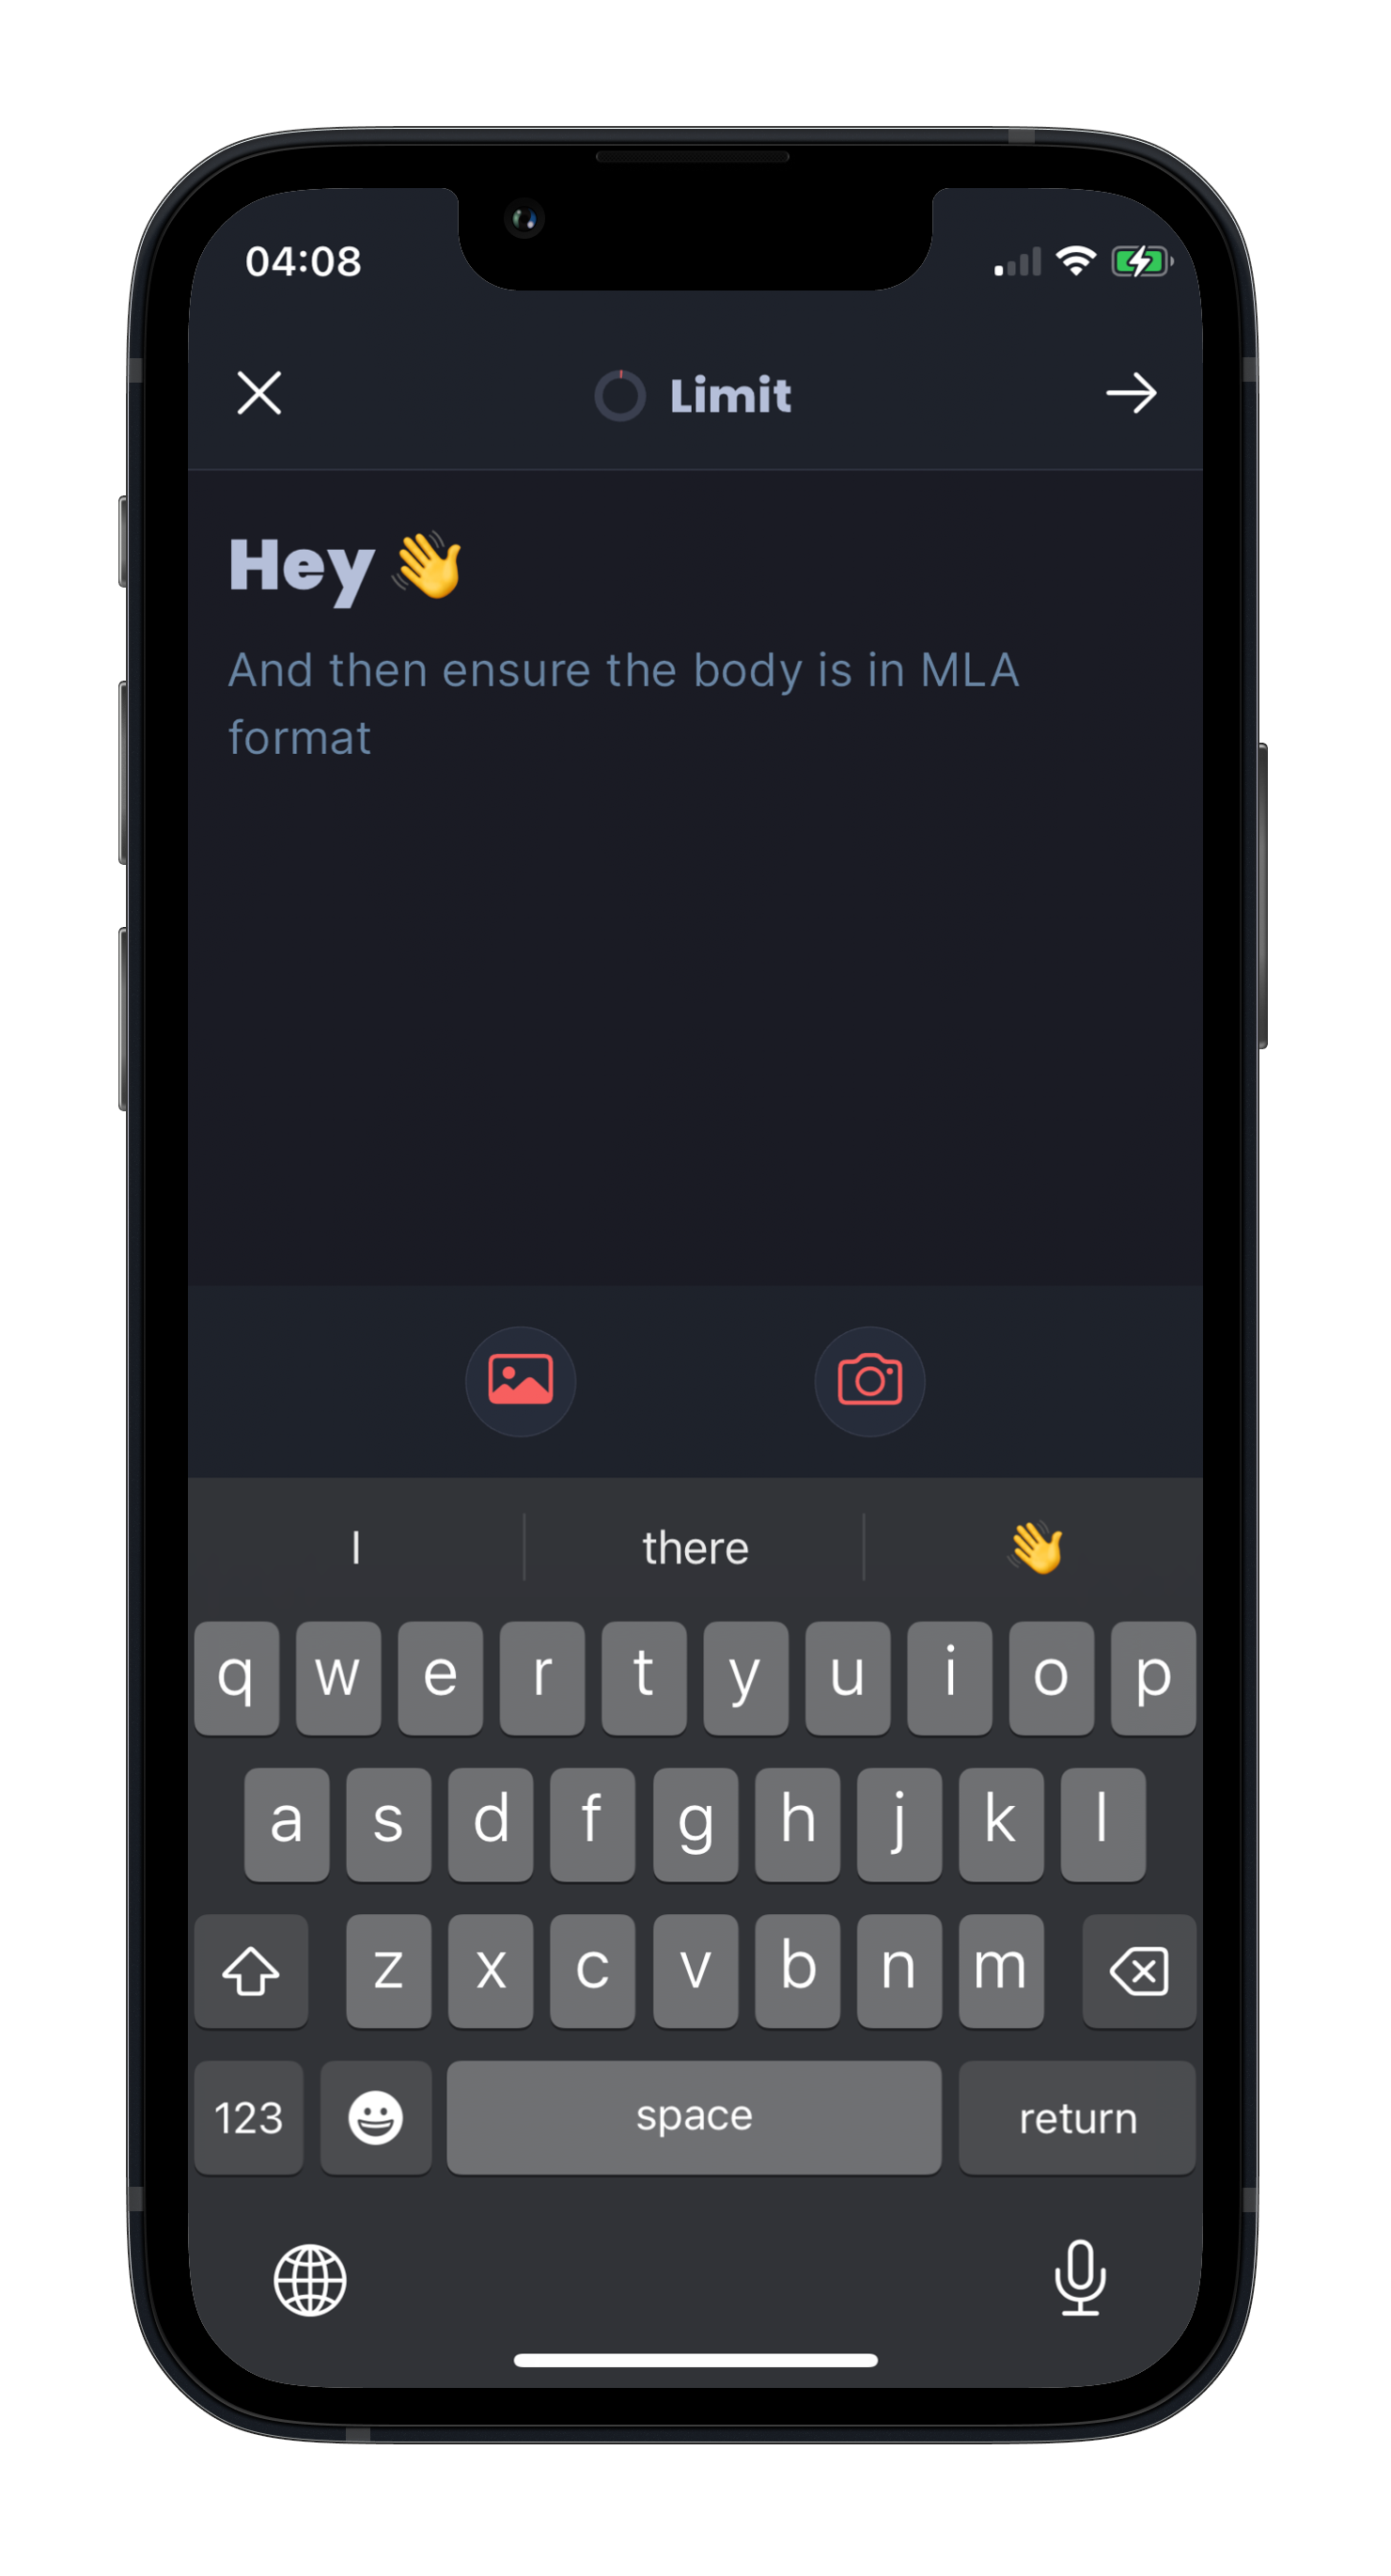 04:08
Limit
Hey 👋
And then ensure the body is in MLA
format
I there 👋
q w e r t y u i o p
a s d f g h j k l
z x c v b n m
123 space return